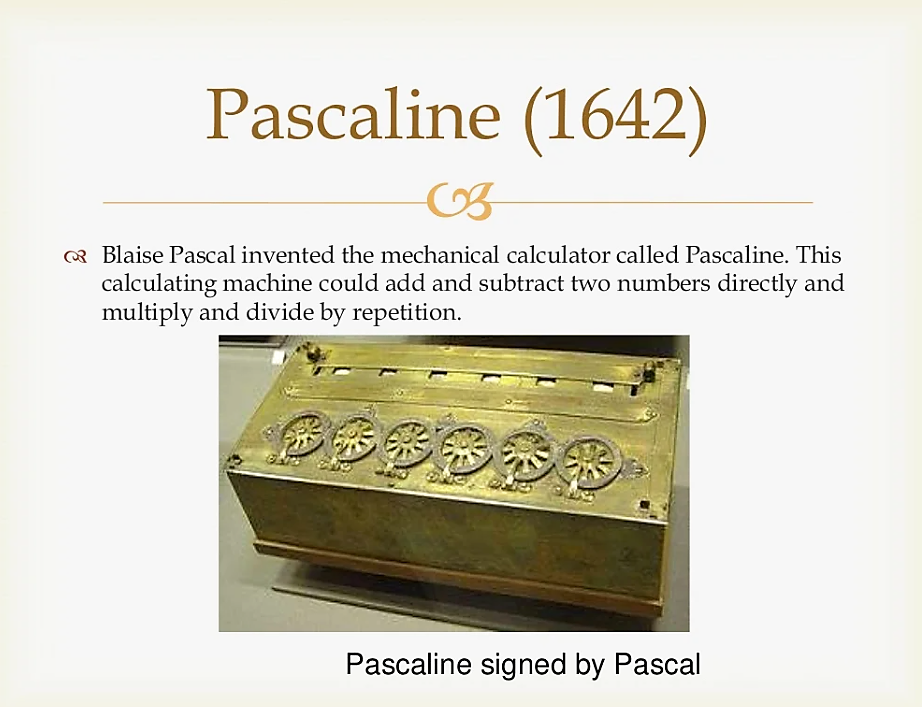 Pascaline (1642)
Blaise Pascal invented the mechanical calculator called Pascaline. This
calculating machine could add and subtract two numbers directly and
multiply and divide by repetition.
Pascaline signed by Pascal